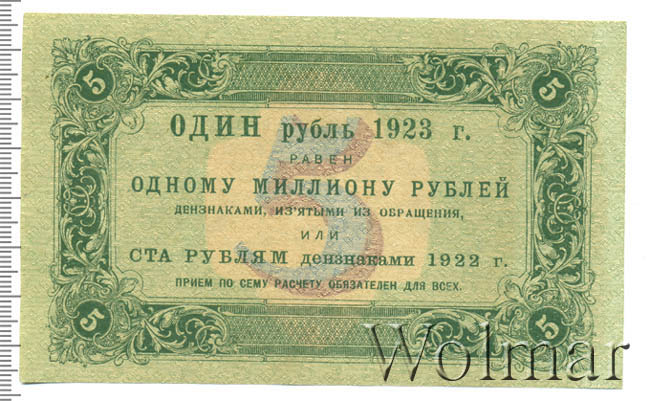 5 5
ОДИН рубль 1923 г.
РАВЕН
ОДНОМУ МИЛЛИОНУ РУБЛЕЙ
ДЕНЗНАКАМИ, ИЗ'ЯТЫМИ ИЗ ОБРАЩЕНИЯ,
ИЛИ
СТА РУБЛЯМ дензнаками 1922 г.
ПРИЕМ ПО СЕМУ РАСЧЕТУ ОБЯЗАТЕЛЕН ДЛЯ ВСЕХ.
5
5 5
Wolmar